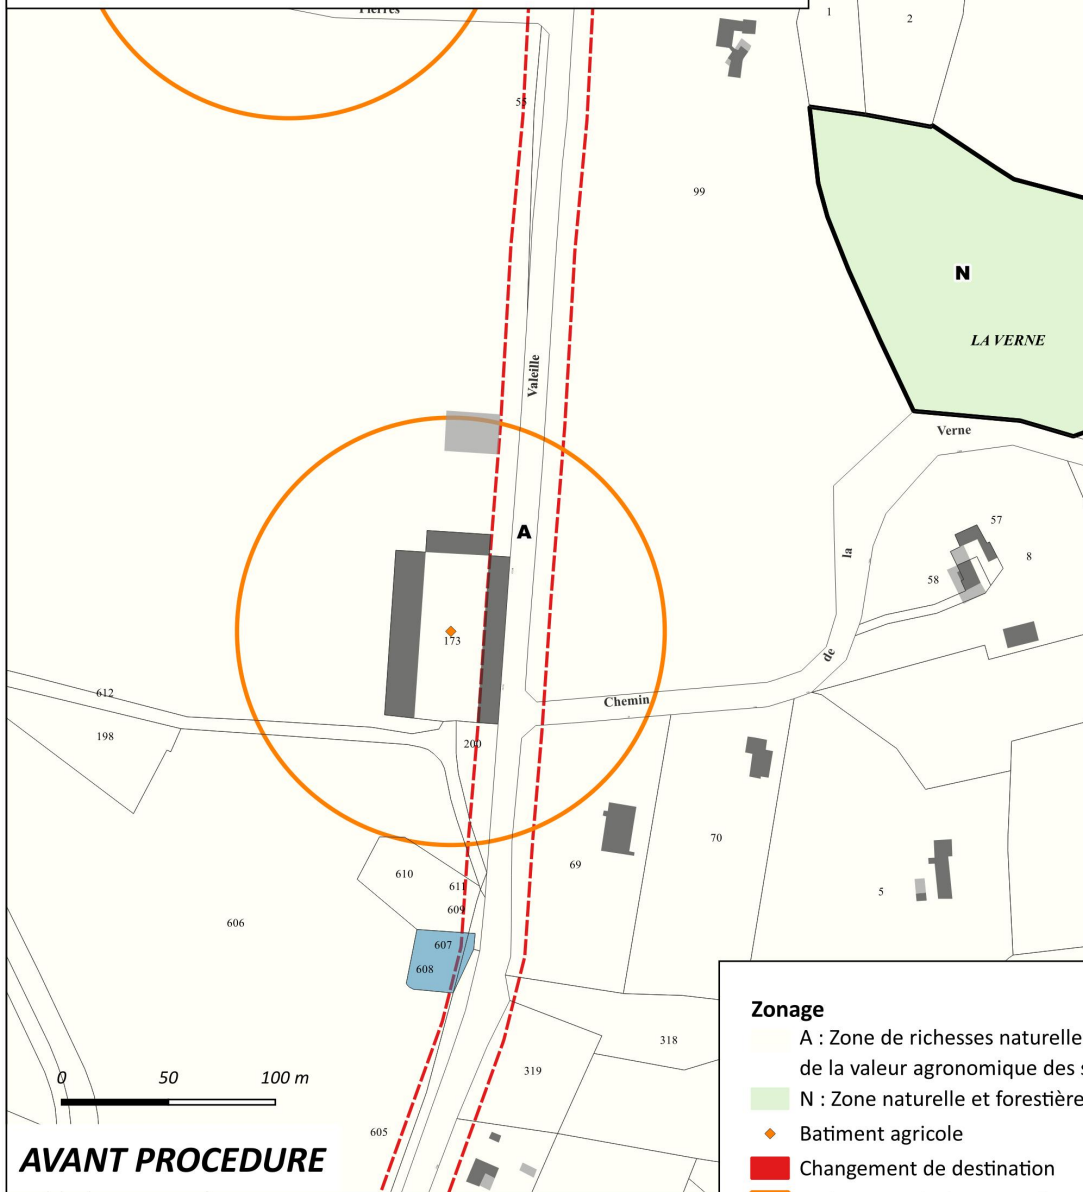 Pierres
1
2
55
99
N
LA VERNE
Valeille
Verne
A
57
8
58
la
173
de
612
Chemin
198
200
70
69
610
611
5
609
606
607
608
318
319
605
0 50 100 m
AVANT PROCEDURE
Zonage
A : Zone de richesses naturelle
de la valeur agronomique des s
N : Zone naturelle et forestière
Batiment agricole
Changement de destination